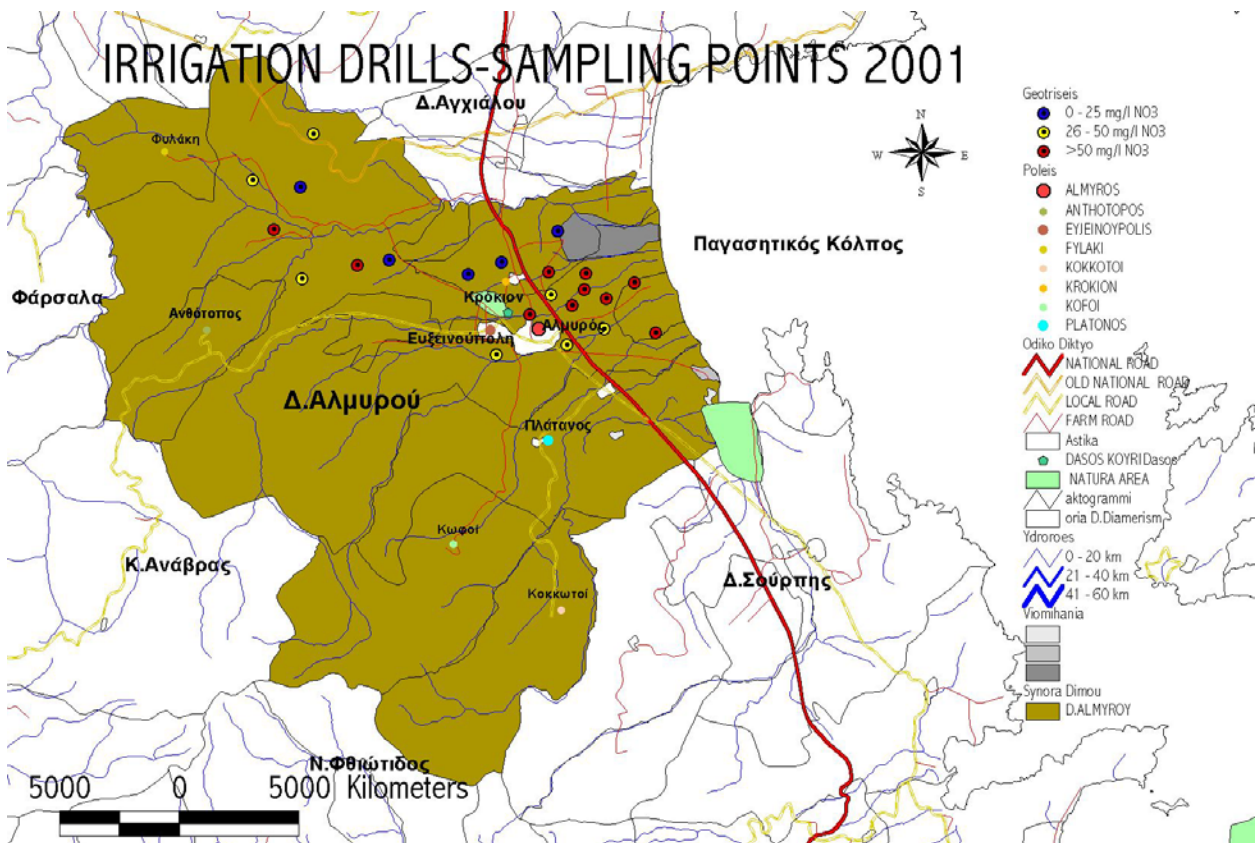 IRRIGATION DRILLS-SAMPLING POINTS 2001
Δ.Αγχιάλου
Φυλάκη
Παγασητικός Κόλπος
Φάρσαλα
Κρόκιον
Ανθότοπος
Αλμυρός
Ευξεινούπολη
Δ.Αλμυρού
Πλάτανος
Κωφοί
Κ.Ανάβρας
Δ.Σούρπης
Κοκκωτοί
Ν.Φθιώτιδος
5000 0 5000 Kilometers
N
W E
S
Geotriseis
0 - 25 mg/l NO3
26 - 50 mg/l NO3
>50 mg/l NO3
Poleis
ALMYROS
ANTHOTOPOS
EYJEINOYPOLIS
FYLAKI
KOKKOTOI
KROKION
KOFOI
PLATONOS
Odiko Diktyo
NATIONAL ROAD
OLD NATIONAL ROAD
LOCAL ROAD
FARM ROAD
Astika
DASOS KOYRIDasos
NATURA AREA
aktogrammi
oria D.Diamerism
Ydroroes
0 - 20 km
21 - 40 km
41 - 60 km
Viomihania
Synora Dimou
D.ALMYROY